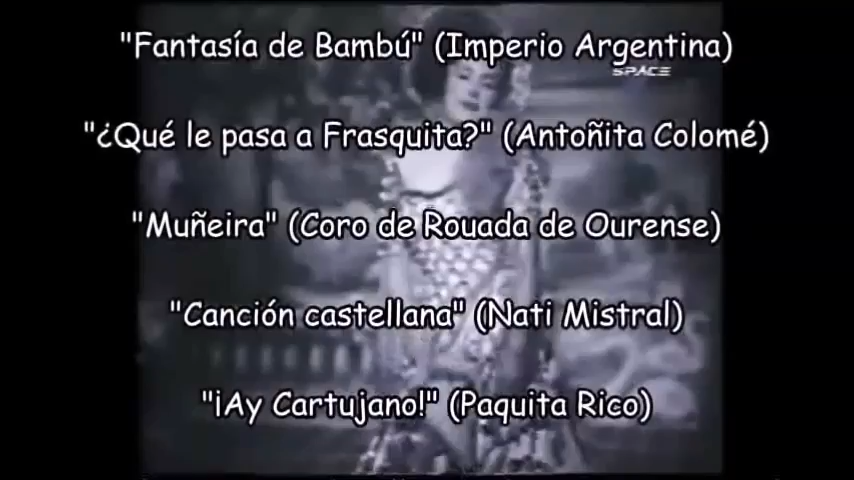 "Fantasía de Bambú" (Imperio Argentina)
SPACE
"¿Qué le pasa a Frasquita?" (Antoñita Colomé)
"Muñeira" (Coro de Rouada de Ourense)
"Canción castellana" (Nati Mistral)
"¡Ay Cartujano!" (Paquita Rico)